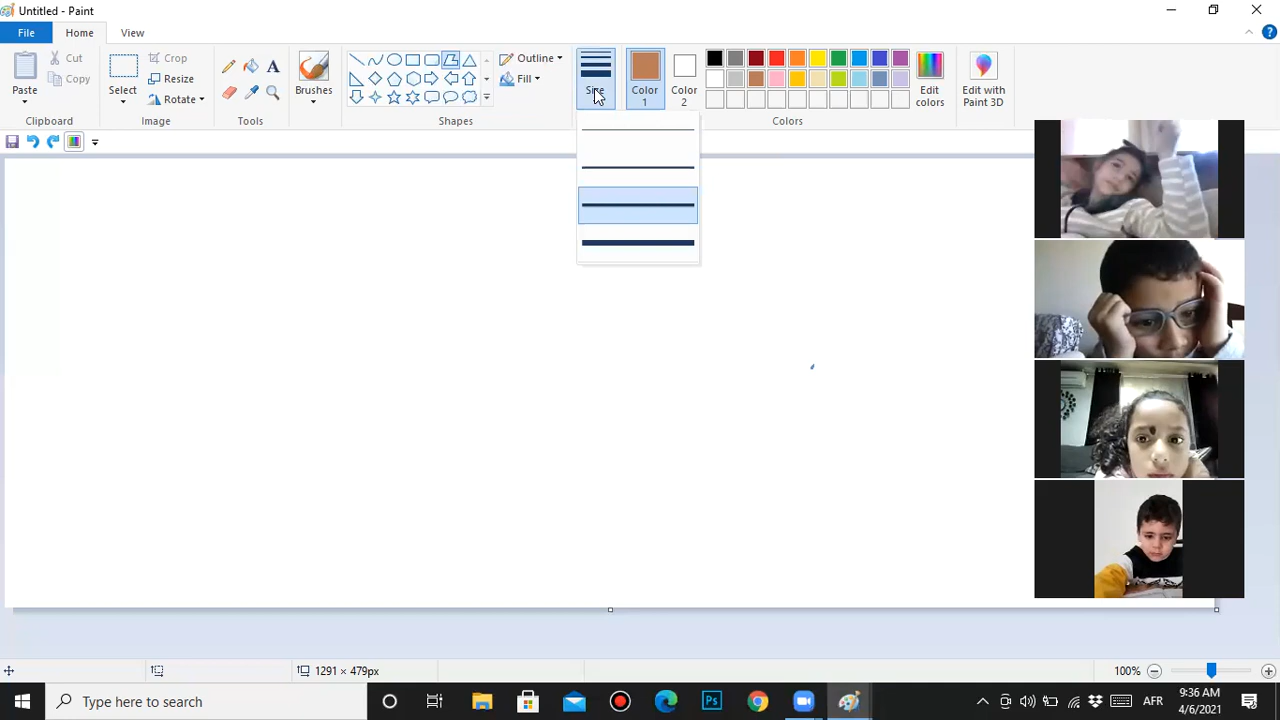 Untitled - Paint
File
Home
View
Paste
Cut
Copy
Clipboard
Select
Crop
Resize
Rotate
Image
A
Tools
Brushes
Outline
Fill
Shapes
Size
Color 1
Color 2
Edit colors
Colors
Edit with Paint 3D
1291 × 479px
100%
Type here to search
Ps
AFR
9:36 AM
4/6/2021